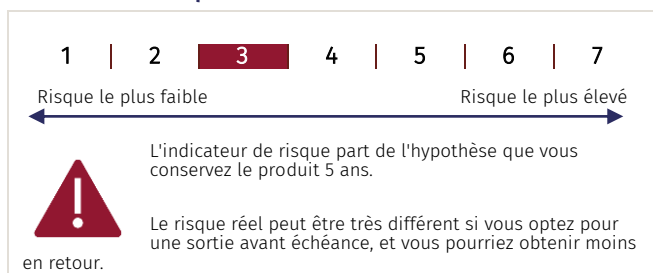 1 | 2 | 3 | 4 | 5 | 6 | 7
Risque le plus faible Risque le plus élevé
L'indicateur de risque part de l'hypothèse que vous
conservez le produit 5 ans.
Le risque réel peut être très différent si vous optez pour
une sortie avant échéance, et vous pourriez obtenir moins
en retour.